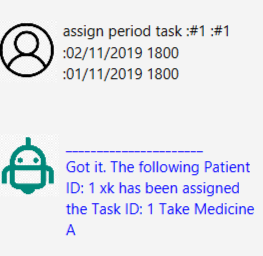 assign period task :#1 :#1
:02/11/2019 1800
:01/11/2019 1800
______________________
Got it. The following Patient
ID: 1 xk has been assigned
the Task ID: 1 Take Medicine
A